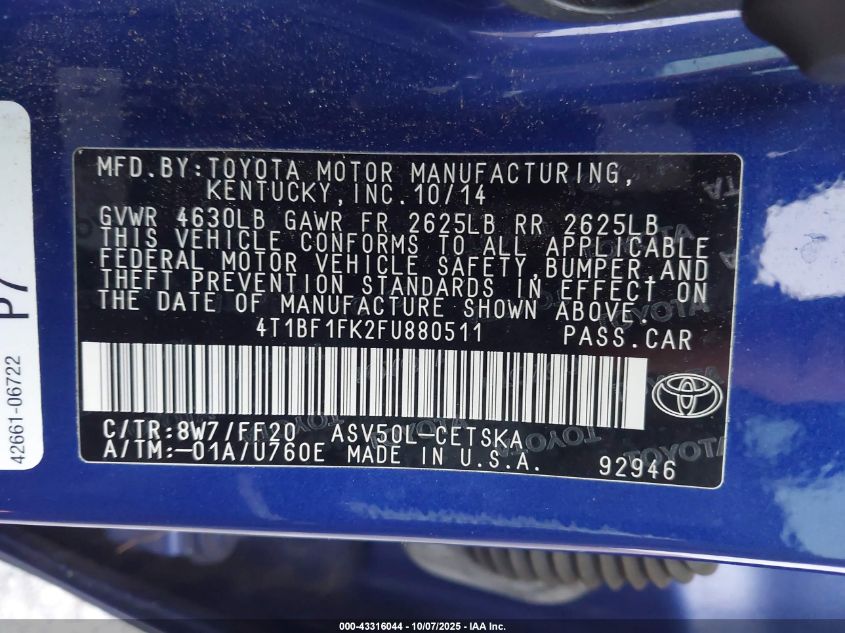 MFD.BY:TOYOTA MOTOR MANUFACTURING,
KENTUCKY,INC.10/14
GVWR 4630LB GAWR FR 2625LB RR 2625LB
THIS VEHICLE CONFORMS TO ALL APPLICABLE
FEDERAL MOTOR VEHICLE SAFETY,BUMPER,AND
THEFT PREVENTION STANDARDS IN EFFECT ON
THE DATE OF MANUFACTURE SHOWN ABOVE.
4T1BF1FK2FU880511 PASS.CAR
C/TR:8W7/FF20 ASV50L-CETSKA
A/TM:-01A/U760E MADE IN U.S.A. 92946
P7
42661-06722
000-43316044 | 10/07/2025 | IAA Inc.